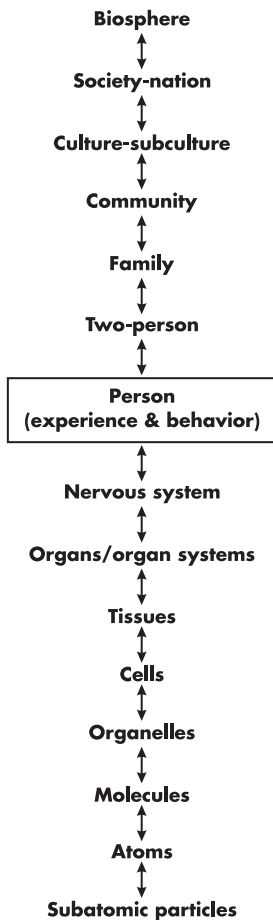 Biosphere
Society-nation
Culture-subculture
Community
Family
Two-person
Person
(experience & behavior)
Nervous system
Organs/organ systems
Tissues
Cells
Organelles
Molecules
Atoms
Subatomic particles